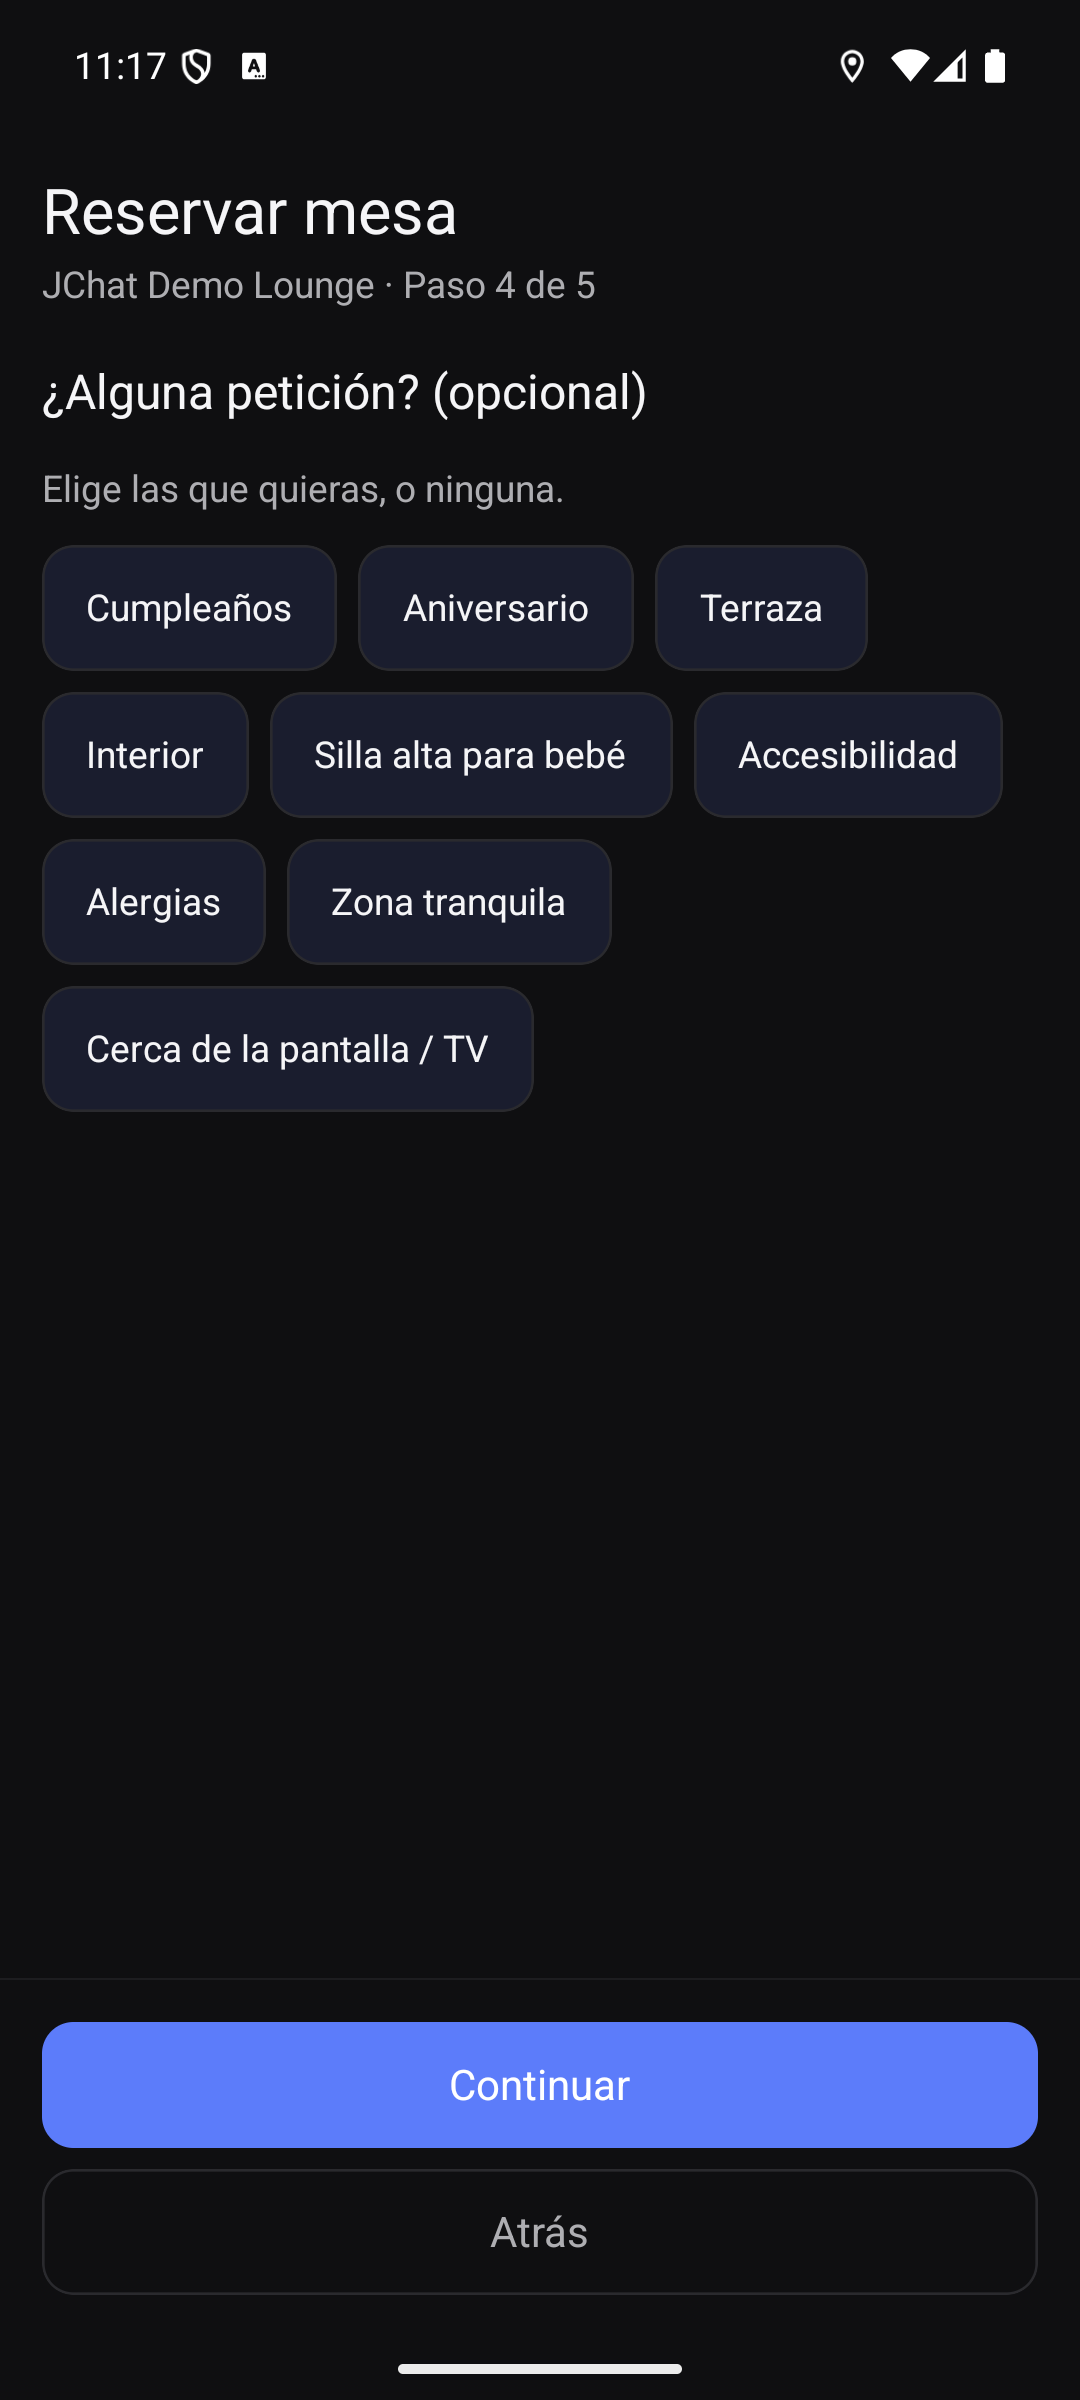 11:17
Reservar mesa
JChat Demo Lounge · Paso 4 de 5
¿Alguna petición? (opcional)
Elige las que quieras, o ninguna.
Cumpleaños Aniversario Terraza
Interior Silla alta para bebé Accesibilidad
Alergias Zona tranquila
Cerca de la pantalla / TV
Continuar
Atrás